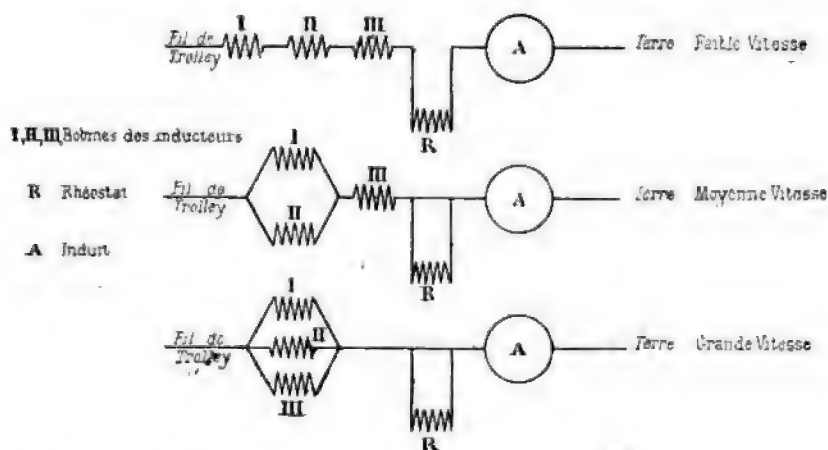 I II III
Fil de Trolley
A
Terre Faible Vitesse
R
I, II, III, Bobines des inducteurs
R Rhéostat
A Induit
I
II
III
Fil de Trolley
A
Terre Moyenne Vitesse
R
I
II
III
Fil de Trolley
A
Terre Grande Vitesse
R